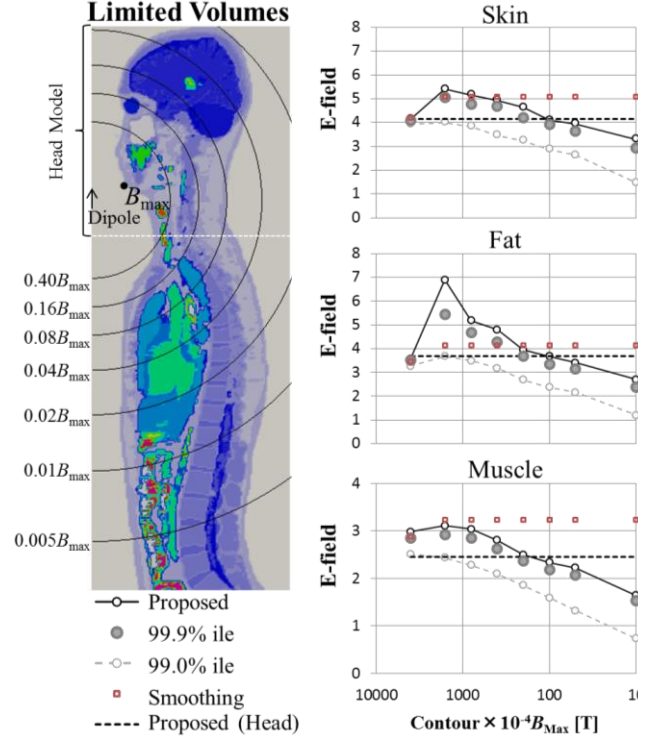 Limited Volumes
Head Model
Bmax
Dipole
0.40Bmax
0.16Bmax
0.08Bmax
0.04Bmax
0.02Bmax
0.01Bmax
0.005Bmax
Proposed
99.9% ile
99.0% ile
Smoothing
Proposed (Head)
Skin
E-field
8
7
6
5
4
3
2
1
0
Fat
E-field
8
7
6
5
4
3
2
1
0
Muscle
E-field
4
3
2
1
0
10000 1000 100 10
Contour × 10⁻⁴BMax [T]